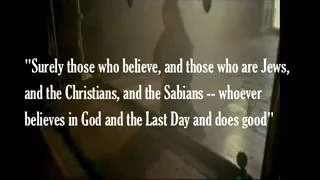 "Surely those who believe, and those who are Jews,
and the Christians, and the Sabians -- whoever
believes in God and the Last Day and does good"